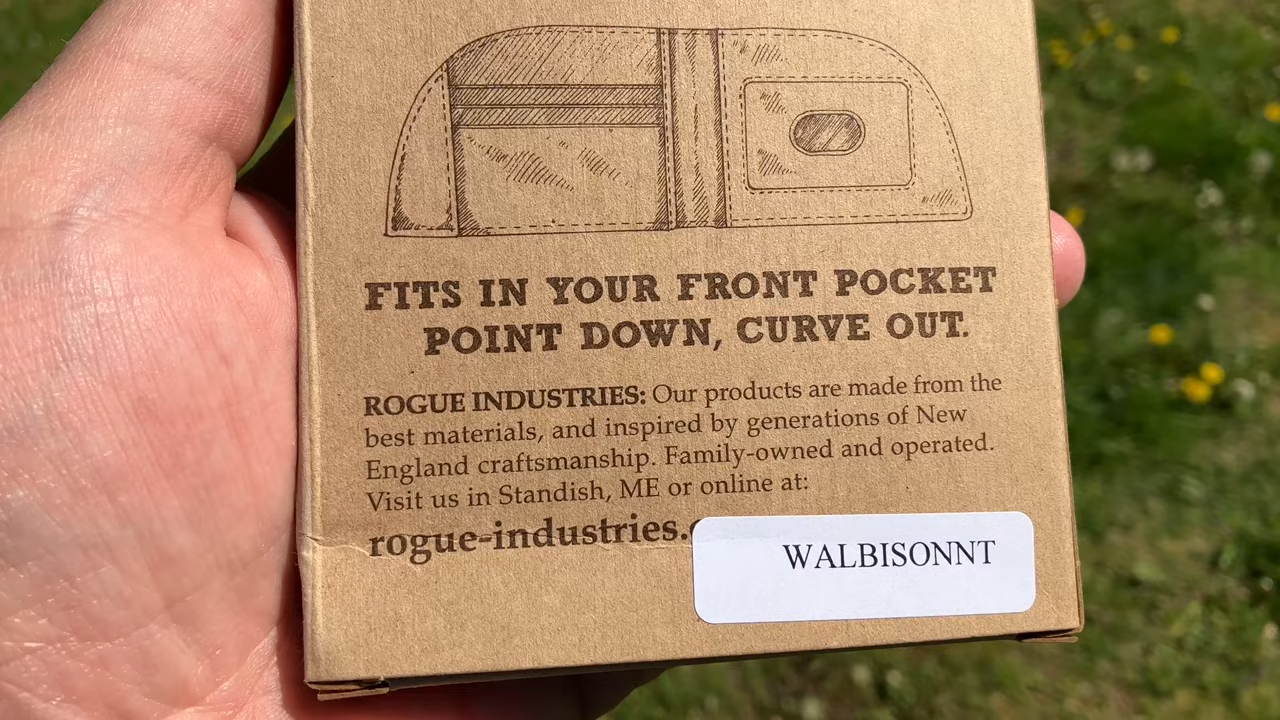 FITS IN YOUR FRONT POCKET
POINT DOWN, CURVE OUT.
ROGUE INDUSTRIES: Our products are made from the
best materials, and inspired by generations of New
England craftsmanship. Family-owned and operated.
Visit us in Standish, ME or online at:
rogue-industries.
WALBISONNT